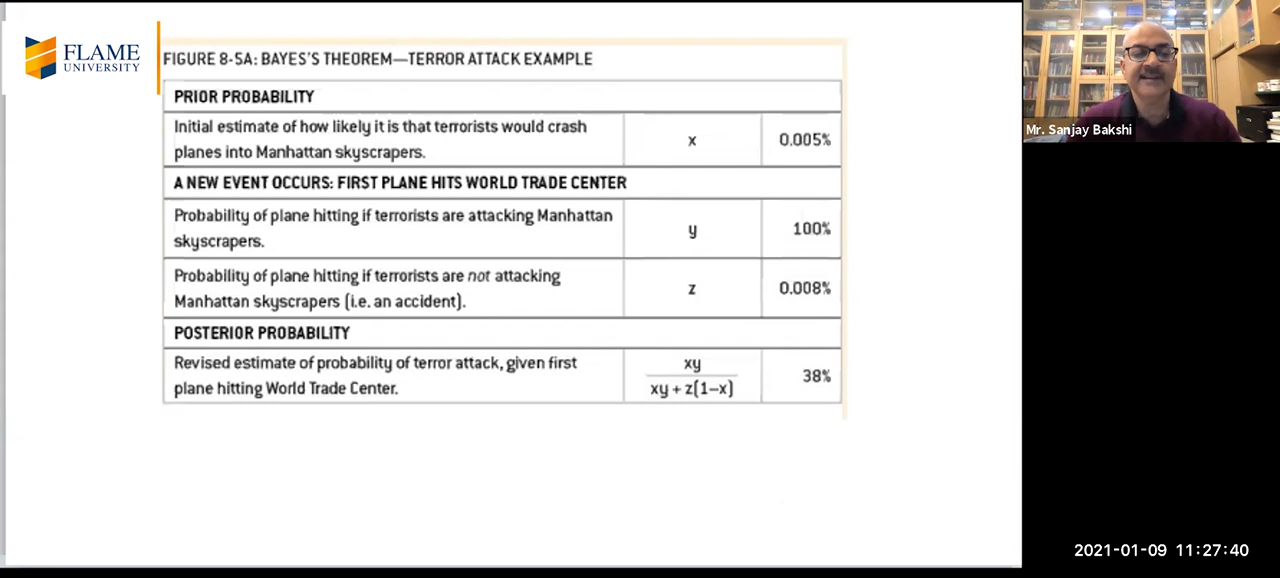 FLAME
UNIVERSITY
FIGURE 8-5A: BAYES'S THEOREM—TERROR ATTACK EXAMPLE
PRIOR PROBABILITY
Initial estimate of how likely it is that terrorists would crash
planes into Manhattan skyscrapers.
x
0.005%
A NEW EVENT OCCURS: FIRST PLANE HITS WORLD TRADE CENTER
Probability of plane hitting if terrorists are attacking Manhattan
skyscrapers.
y
100%
Probability of plane hitting if terrorists are not attacking
Manhattan skyscrapers (i.e. an accident).
z
0.008%
POSTERIOR PROBABILITY
Revised estimate of probability of terror attack, given first
plane hitting World Trade Center.
xy
xy + z(1–x)
38%
Mr. Sanjay Bakshi
2021-01-09 11:27:40